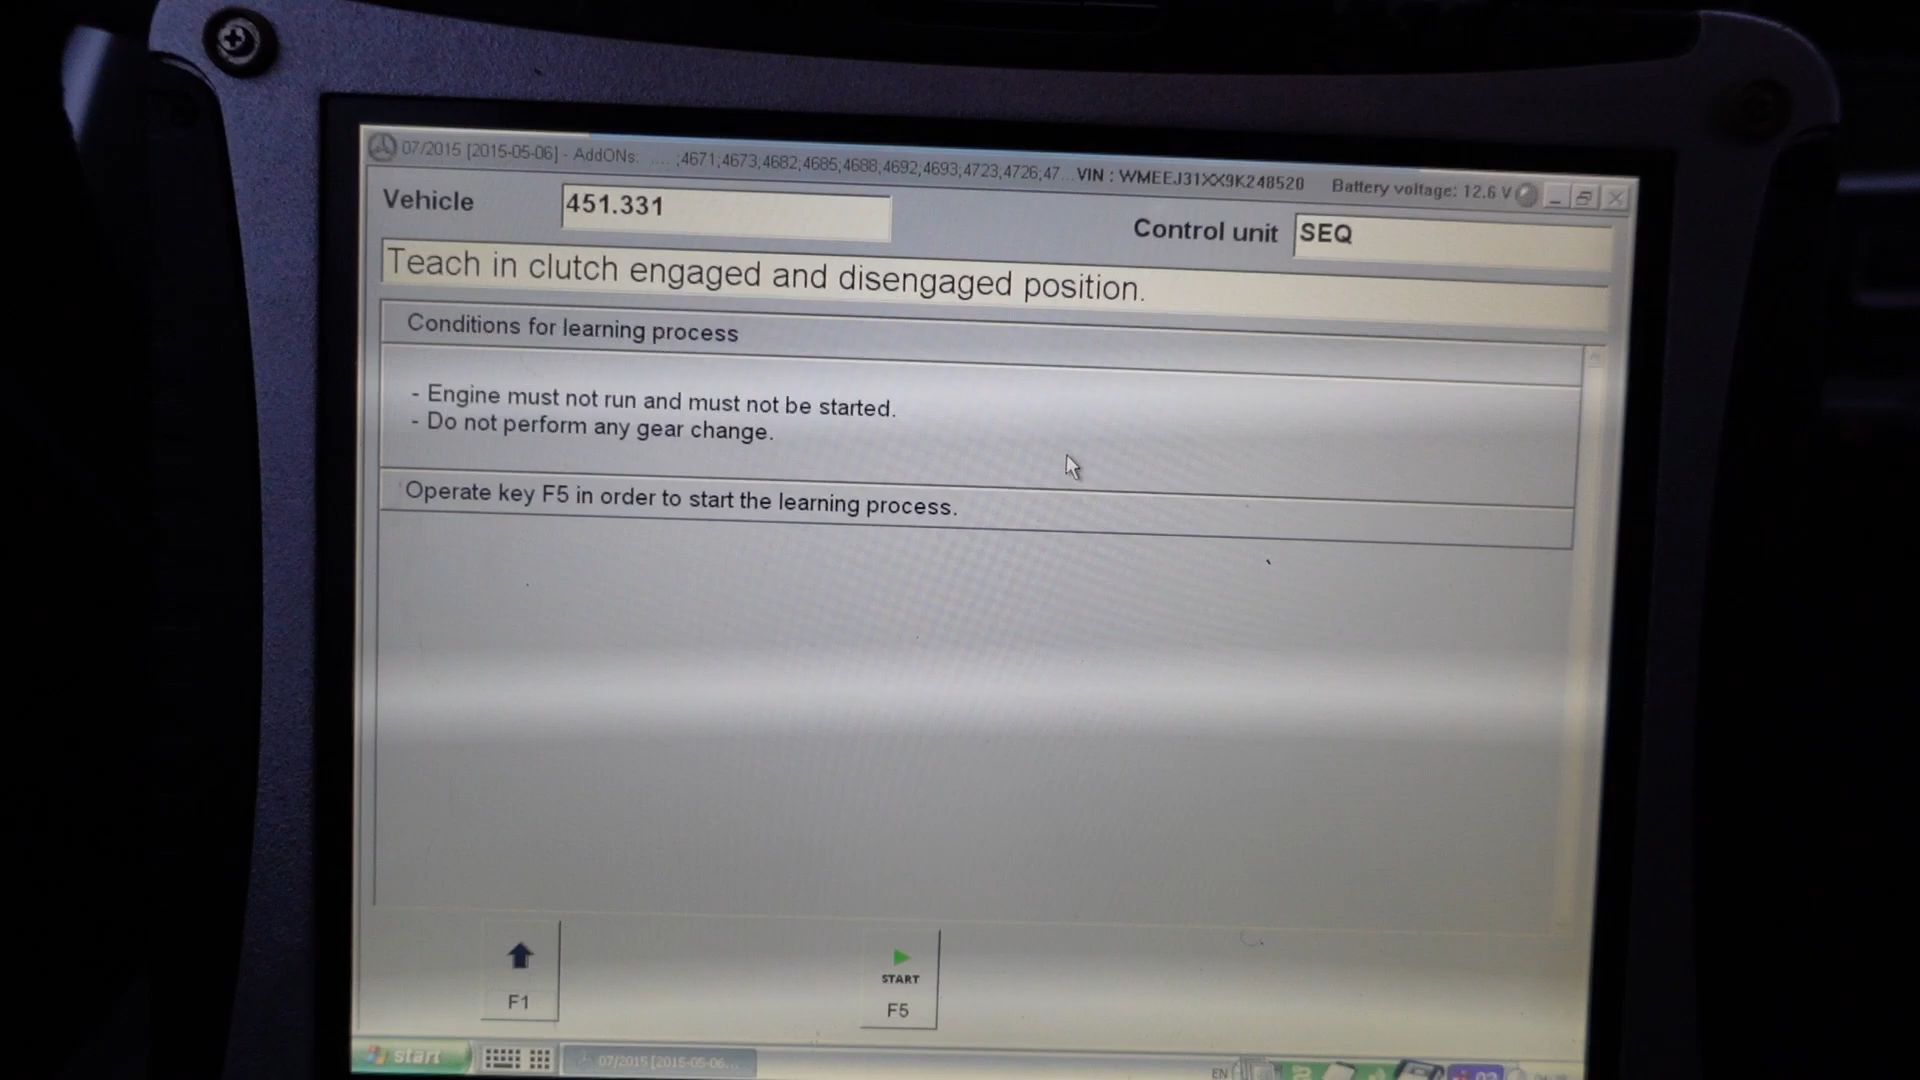 07/2015 [2015-05-06] - AddONs: .... ;4671;4673;4682;4685;4688;4692;4693;4723;4726;47... VIN : WMEEJ31XX9K248520 Battery voltage: 12.6 V
Vehicle 451.331 Control unit SEQ
Teach in clutch engaged and disengaged position.
Conditions for learning process
- Engine must not run and must not be started.
- Do not perform any gear change.
Operate key F5 in order to start the learning process.
START
F1 F5
start 07/2015 [2015-05-06... EN